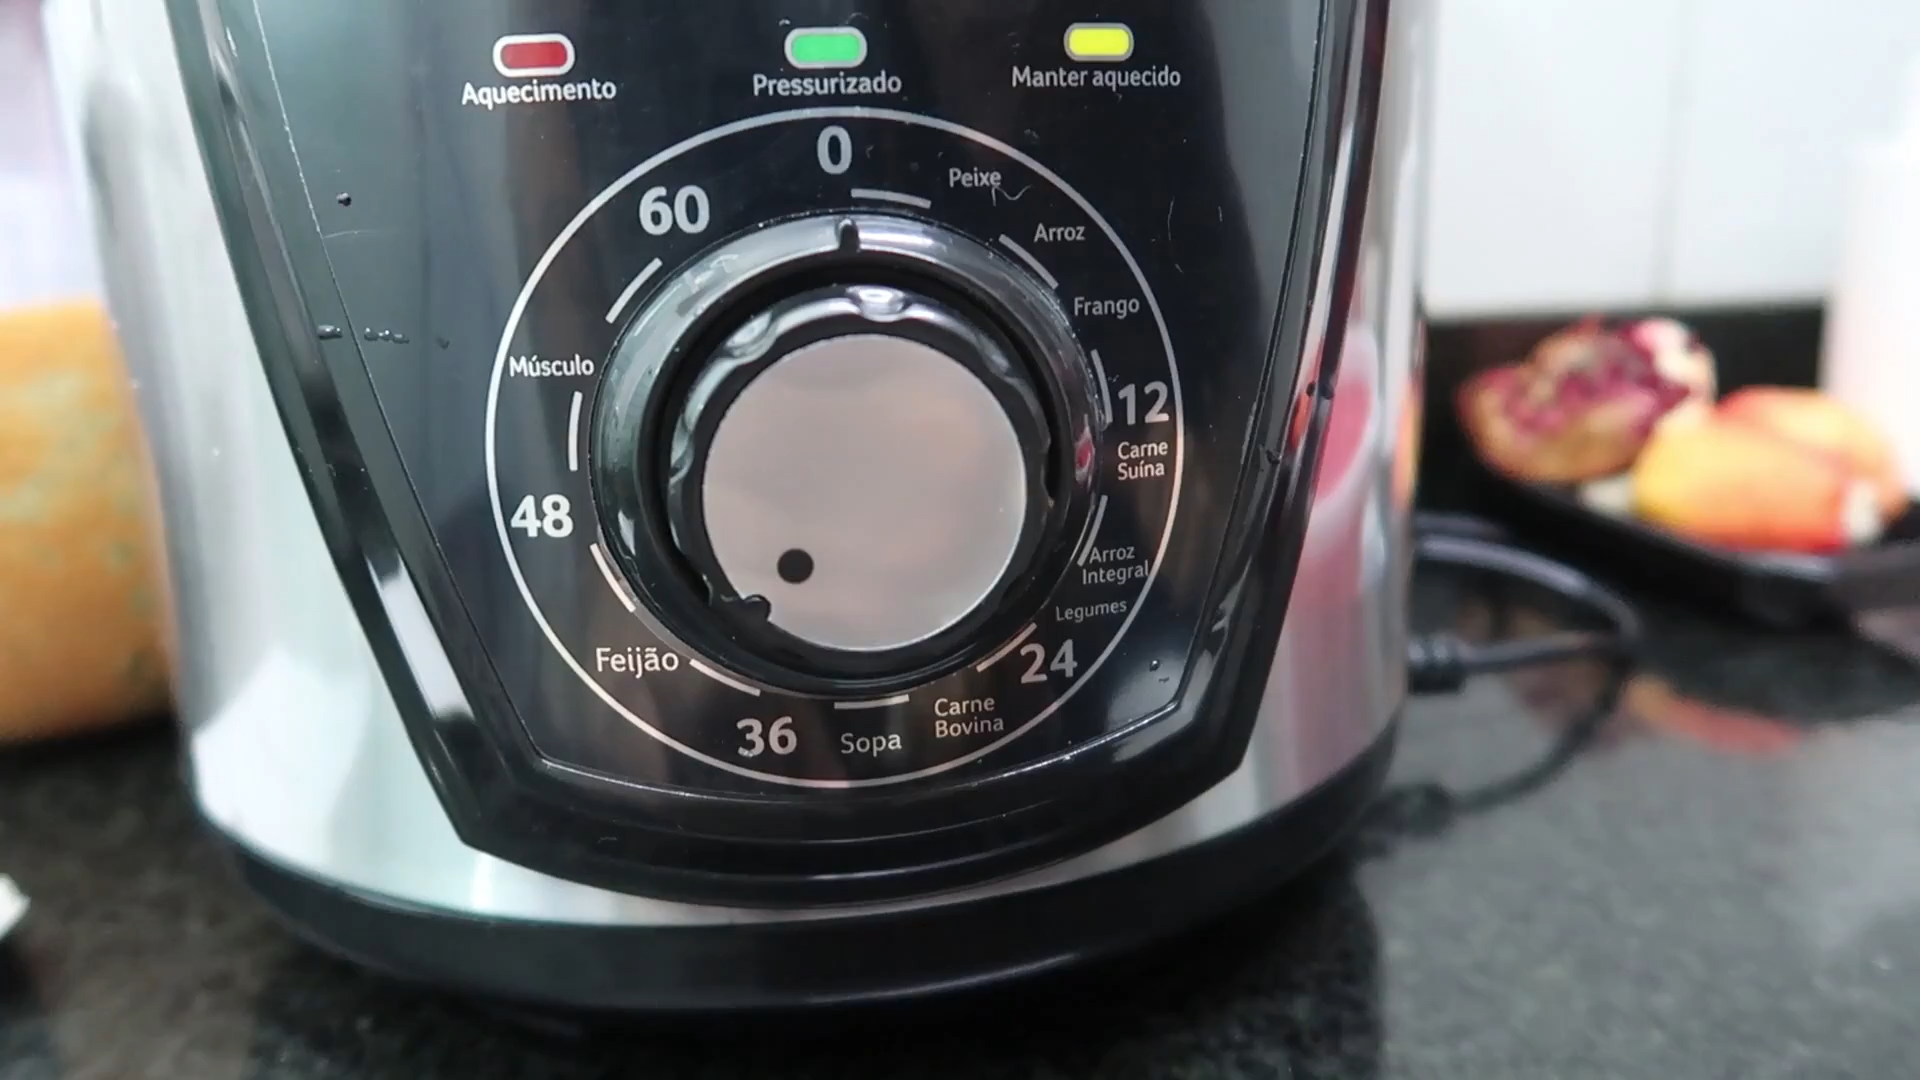 Aquecimento
Pressurizado
Manter aquecido
0
Peixe
Arroz
Frango
12
Carne
Suína
Arroz
Integral
Legumes
24
Carne
Bovina
Sopa
36
Feijão
48
Músculo
60